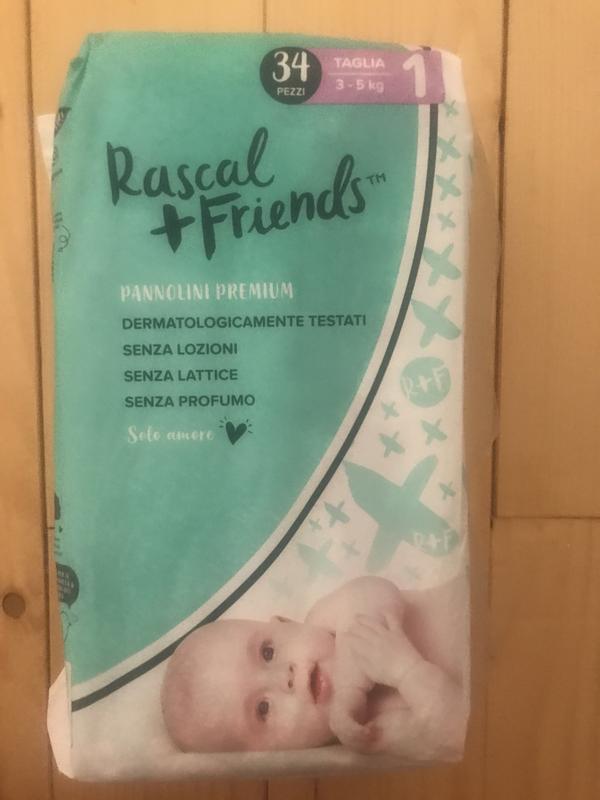 34
PEZZI
TAGLIA
3 - 5 kg
1
Rascal
+Friends™
PANNOLINI PREMIUM
DERMATOLOGICAMENTE TESTATI
SENZA LOZIONI
SENZA LATTICE
SENZA PROFUMO
Solo amore
R+F
R+F